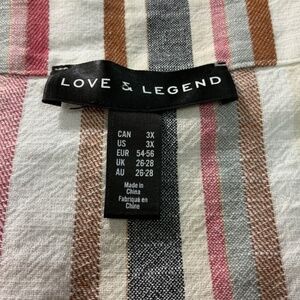 LOVE & LEGEND
CAN 3X
US 3X
EUR 54-56
UK 26-28
AU 26-28
Made in
China
Fabriqué en
Chine